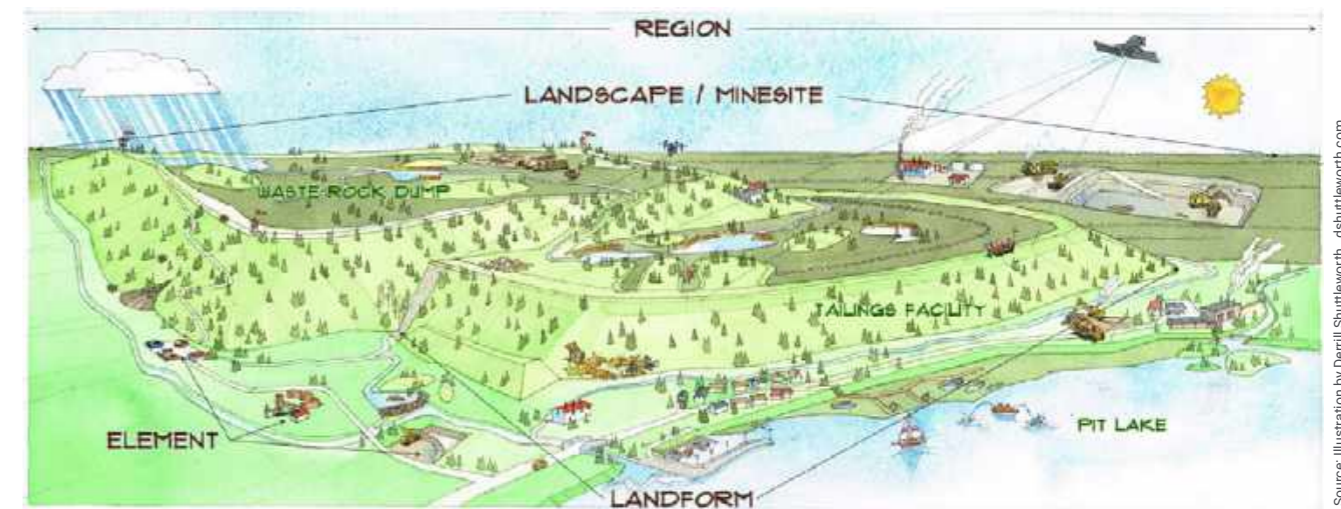 REGION
LANDSCAPE / MINESITE
WASTE ROCK DUMP
TAILINGS FACILITY
PIT LAKE
ELEMENT
LANDFORM
Source: Illustration by Derrill Shuttleworth dshuttleworth.com